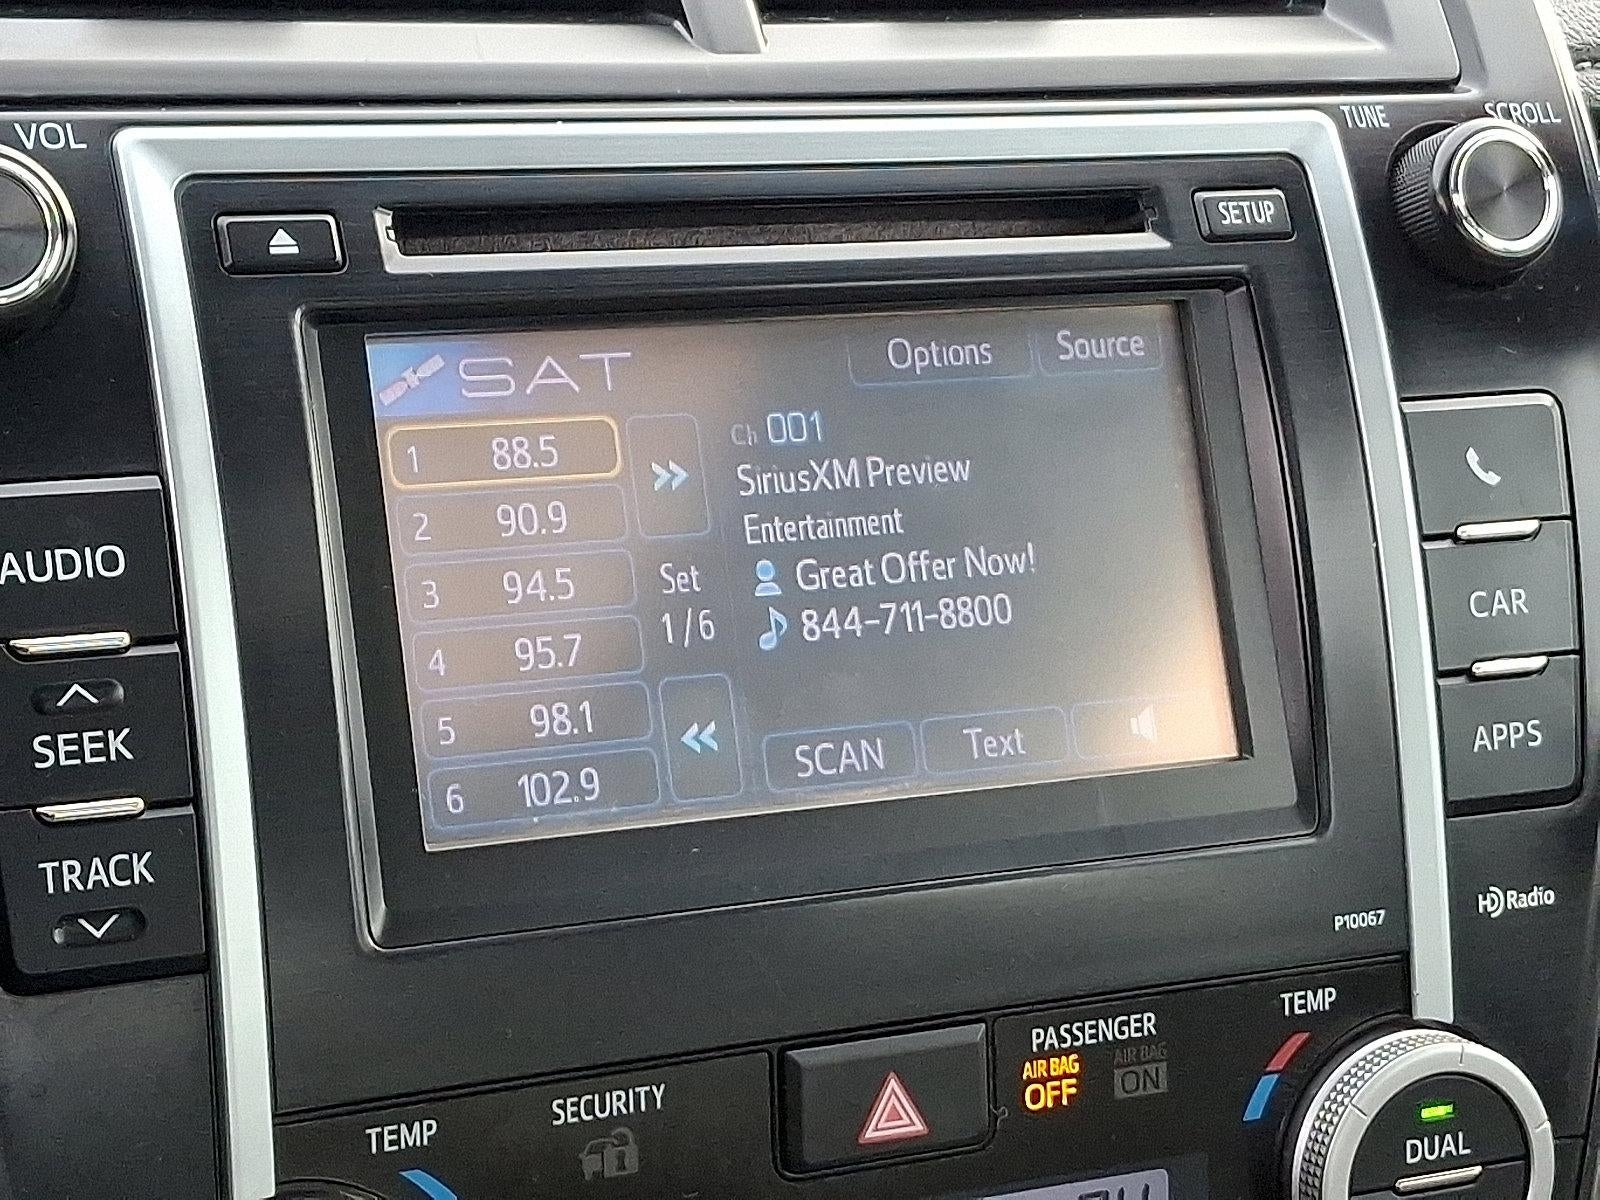 VOL
TUNE
SCROLL
SETUP
SAT
Options
Source
1 88.5
2 90.9
3 94.5
4 95.7
5 98.1
6 102.9
Set
1/6
Ch 001
SiriusXM Preview
Entertainment
Great Offer Now!
844-711-8800
SCAN
Text
AUDIO
SEEK
TRACK
CAR
APPS
HD Radio
P10067
PASSENGER
AIR BAG
OFF
AIR BAG
ON
TEMP
SECURITY
TEMP
DUAL